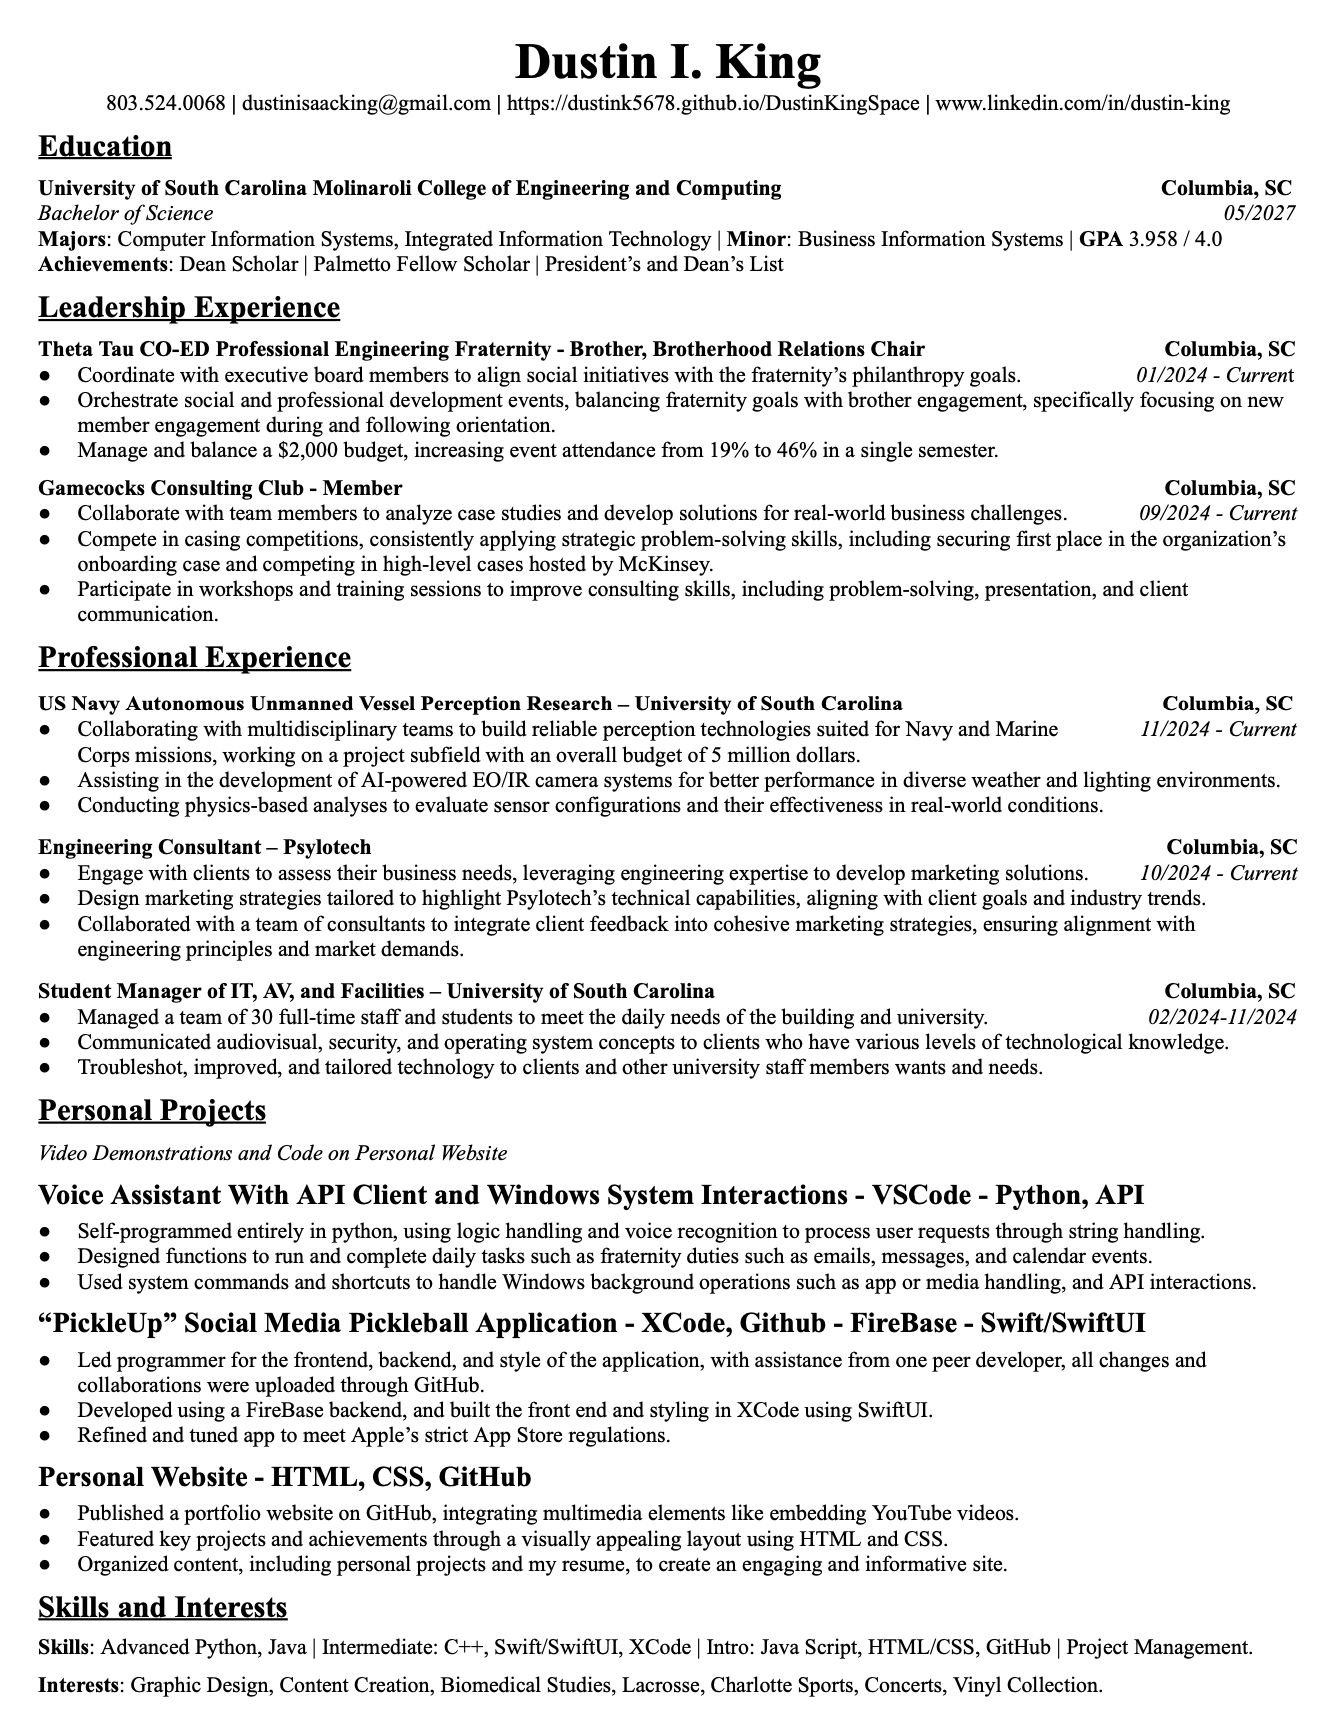 Dustin I. King
803.524.0068 | dustinisaacking@gmail.com | https://dustink5678.github.io/DustinKingSpace | www.linkedin.com/in/dustin-king
Education
University of South Carolina Molinaroli College of Engineering and Computing Columbia, SC
Bachelor of Science 05/2027
Majors: Computer Information Systems, Integrated Information Technology | Minor: Business Information Systems | GPA 3.958 / 4.0
Achievements: Dean Scholar | Palmetto Fellow Scholar | President’s and Dean’s List
Leadership Experience
Theta Tau CO-ED Professional Engineering Fraternity - Brother, Brotherhood Relations Chair Columbia, SC
● Coordinate with executive board members to align social initiatives with the fraternity’s philanthropy goals. 01/2024 - Current
● Orchestrate social and professional development events, balancing fraternity goals with brother engagement, specifically focusing on new
member engagement during and following orientation.
● Manage and balance a $2,000 budget, increasing event attendance from 19% to 46% in a single semester.
Gamecocks Consulting Club - Member Columbia, SC
● Collaborate with team members to analyze case studies and develop solutions for real-world business challenges. 09/2024 - Current
● Compete in casing competitions, consistently applying strategic problem-solving skills, including securing first place in the organization’s
onboarding case and competing in high-level cases hosted by McKinsey.
● Participate in workshops and training sessions to improve consulting skills, including problem-solving, presentation, and client
communication.
Professional Experience
US Navy Autonomous Unmanned Vessel Perception Research – University of South Carolina Columbia, SC
● Collaborating with multidisciplinary teams to build reliable perception technologies suited for Navy and Marine 11/2024 - Current
Corps missions, working on a project subfield with an overall budget of 5 million dollars.
● Assisting in the development of AI-powered EO/IR camera systems for better performance in diverse weather and lighting environments.
● Conducting physics-based analyses to evaluate sensor configurations and their effectiveness in real-world conditions.
Engineering Consultant – Psylotech Columbia, SC
● Engage with clients to assess their business needs, leveraging engineering expertise to develop marketing solutions. 10/2024 - Current
● Design marketing strategies tailored to highlight Psylotech’s technical capabilities, aligning with client goals and industry trends.
● Collaborated with a team of consultants to integrate client feedback into cohesive marketing strategies, ensuring alignment with
engineering principles and market demands.
Student Manager of IT, AV, and Facilities – University of South Carolina Columbia, SC
● Managed a team of 30 full-time staff and students to meet the daily needs of the building and university. 02/2024-11/2024
● Communicated audiovisual, security, and operating system concepts to clients who have various levels of technological knowledge.
● Troubleshot, improved, and tailored technology to clients and other university staff members wants and needs.
Personal Projects
Video Demonstrations and Code on Personal Website
Voice Assistant With API Client and Windows System Interactions - VSCode - Python, API
● Self-programmed entirely in python, using logic handling and voice recognition to process user requests through string handling.
● Designed functions to run and complete daily tasks such as fraternity duties such as emails, messages, and calendar events.
● Used system commands and shortcuts to handle Windows background operations such as app or media handling, and API interactions.
“PickleUp” Social Media Pickleball Application - XCode, Github - FireBase - Swift/SwiftUI
● Led programmer for the frontend, backend, and style of the application, with assistance from one peer developer, all changes and
collaborations were uploaded through GitHub.
● Developed using a FireBase backend, and built the front end and styling in XCode using SwiftUI.
● Refined and tuned app to meet Apple’s strict App Store regulations.
Personal Website - HTML, CSS, GitHub
● Published a portfolio website on GitHub, integrating multimedia elements like embedding YouTube videos.
● Featured key projects and achievements through a visually appealing layout using HTML and CSS.
● Organized content, including personal projects and my resume, to create an engaging and informative site.
Skills and Interests
Skills: Advanced Python, Java | Intermediate: C++, Swift/SwiftUI, XCode | Intro: Java Script, HTML/CSS, GitHub | Project Management.
Interests: Graphic Design, Content Creation, Biomedical Studies, Lacrosse, Charlotte Sports, Concerts, Vinyl Collection.